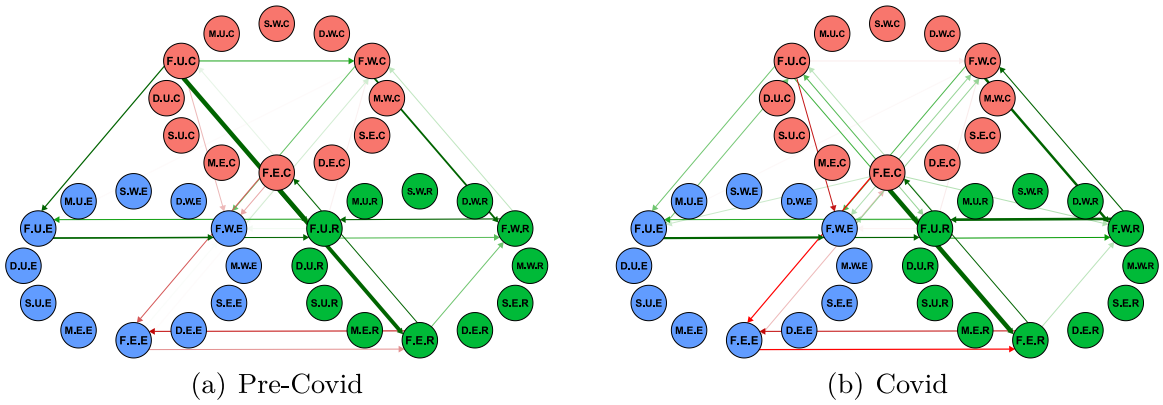 S.W.C
M.U.C D.W.C
F.U.C F.W.C
D.U.C M.W.C
S.U.C S.E.C
M.E.C D.E.C
F.E.C
S.W.E S.W.R
M.U.E D.W.E M.U.R D.W.R
F.U.E F.W.E F.U.R F.W.R
D.U.E M.W.E D.U.R M.W.R
S.U.E S.E.E S.U.R S.E.R
M.E.E D.E.E M.E.R D.E.R
F.E.E F.E.R
(a) Pre-Covid
S.W.C
M.U.C D.W.C
F.U.C F.W.C
D.U.C M.W.C
S.U.C S.E.C
M.E.C D.E.C
F.E.C
S.W.E S.W.R
M.U.E D.W.E M.U.R D.W.R
F.U.E F.W.E F.U.R F.W.R
D.U.E M.W.E D.U.R M.W.R
S.U.E S.E.E S.U.R S.E.R
M.E.E D.E.E M.E.R D.E.R
F.E.E F.E.R
(b) Covid